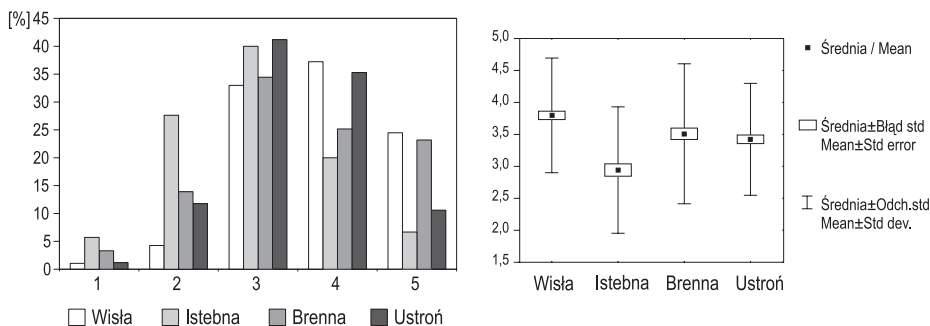 [%]
45
40
35
30
25
20
15
10
5
0
1 2 3 4 5
Wisła Istebna Brenna Ustroń
5,0
4,5
4,0
3,5
3,0
2,5
2,0
1,5
Wisła Istebna Brenna Ustroń
Średnia / Mean
Średnia±Błąd std
Mean±Std error
Średnia±Odch.std
Mean±Std dev.